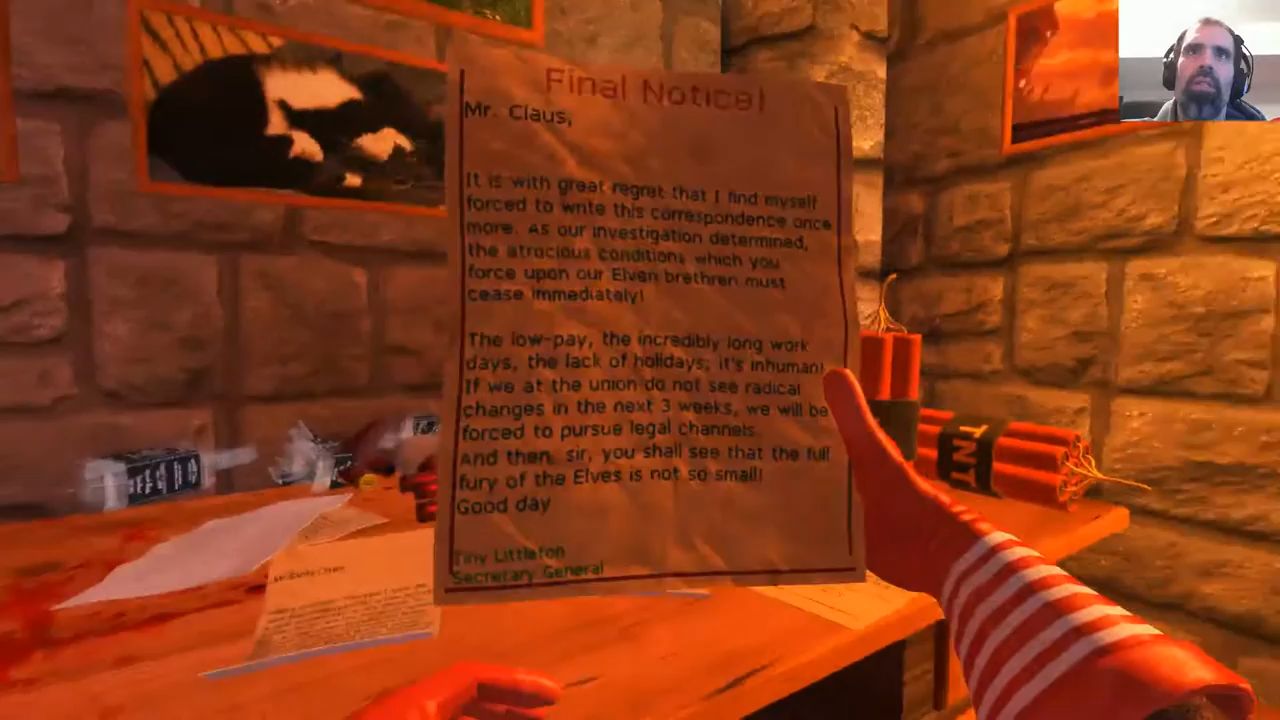 Final Notice!
Mr. Claus,
It is with great regret that I find myself
forced to write this correspondence once
more. As our investigation determined,
the atrocious conditions which you
force upon our Elven brethren must
cease immediately!
The low-pay, the incredibly long work
days, the lack of holidays; it's inhuman!
If we at the union do not see radical
changes in the next 3 weeks, we will be
forced to pursue legal channels.
And then, sir, you shall see that the full
fury of the Elves is not so small!
Good day
Tiny
Secretary General
TNT